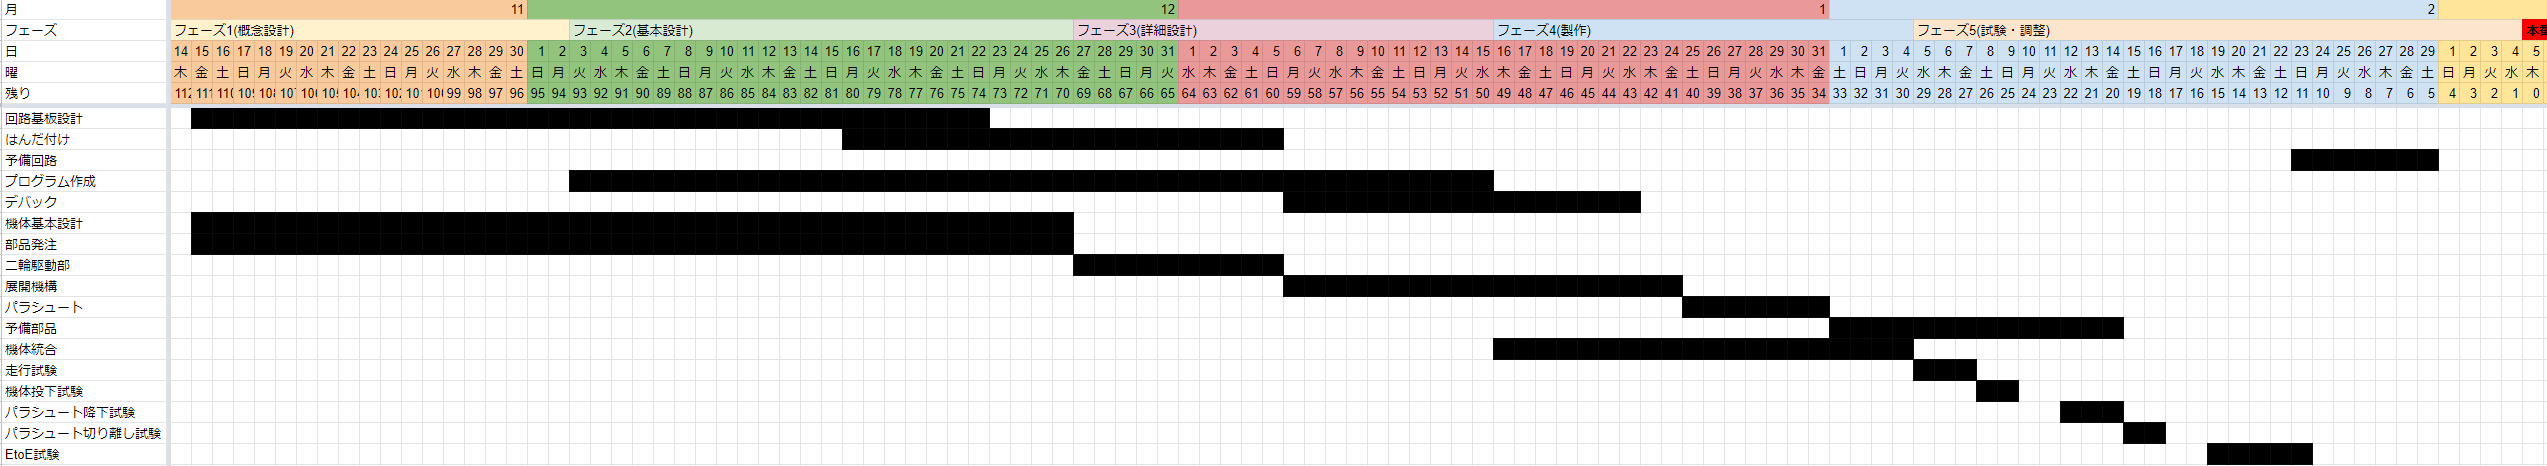 月 11 12 1 2
フェーズ フェーズ1(概念設計) フェーズ2(基本設計) フェーズ3(詳細設計) フェーズ4(製作) フェーズ5(試験・調整) 本
日 14 15 16 17 18 19 20 21 22 23 24 25 26 27 28 29 30 1 2 3 4 5 6 7 8 9 10 11 12 13 14 15 16 17 18 19 20 21 22 23 24 25 26 27 28 29 30 31 1 2 3 4 5 6 7 8 9 10 11 12 13 14 15 16 17 18 19 20 21 22 23 24 25 26 27 28 29 30 31 1 2 3 4 5 6 7 8 9 10 11 12 13 14 15 16 17 18 19 20 21 22 23 24 25 26 27 28 29 1 2 3 4 5
曜 木 金 土 日 月 火 水 木 金 土 日 月 火 水 木 金 土 日 月 火 水 木 金 土 日 月 火 水 木 金 土 日 月 火 水 木 金 土 日 月 火 水 木 金 土 日 月 火 水 木 金 土 日 月 火 水 木 金 土 日 月 火 水 木 金 土 日 月 火 水 木 金 土 日 月 火 水 木 金 土 日 月 火 水 木 金 土 日 月 火 水 木 金 土 日 月 火 水 木 金 土 日 月 火 水 木 金 土 日 月 火 水 木
残り 112 111 110 109 108 107 106 105 104 103 102 101 100 99 98 97 96 95 94 93 92 91 90 89 88 87 86 85 84 83 82 81 80 79 78 77 76 75 74 73 72 71 70 69 68 67 66 65 64 63 62 61 60 59 58 57 56 55 54 53 52 51 50 49 48 47 46 45 44 43 42 41 40 39 38 37 36 35 34 33 32 31 30 29 28 27 26 25 24 23 22 21 20 19 18 17 16 15 14 13 12 11 10 9 8 7 6 5 4 3 2 1 0
回路基板設計
はんだ付け
予備回路
プログラム作成
デバック
機体基本設計
部品発注
二輪駆動部
展開機構
パラシュート
予備部品
機体統合
走行試験
機体投下試験
パラシュート降下試験
パラシュート切り離し試験
EtoE試験